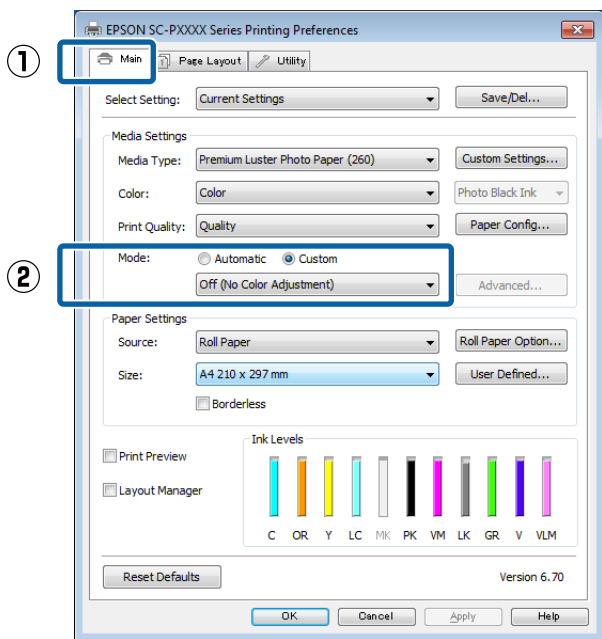 EPSON SC-PXXXX Series Printing Preferences
①
Main Page Layout Utility
Select Setting: Current Settings Save/Del...
Media Settings
Media Type: Premium Luster Photo Paper (260) Custom Settings...
Color: Color Photo Black Ink
Print Quality: Quality Paper Config...
②
Mode: Automatic Custom
Off (No Color Adjustment) Advanced...
Paper Settings
Source: Roll Paper Roll Paper Option...
Size: A4 210 x 297 mm User Defined...
Borderless
Print Preview
Layout Manager
Ink Levels
C OR Y LC MK PK VM LK GR V VLM
Reset Defaults Version 6.70
OK Cancel Apply Help